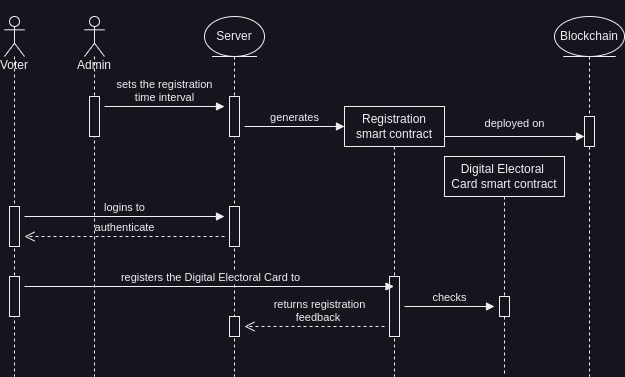 Voter
Admin
Server
Blockchain
sets the registration
time interval
generates
Registration
smart contract
deployed on
Digital Electoral
Card smart contract
logins to
authenticate
registers the Digital Electoral Card to
returns registration
feedback
checks